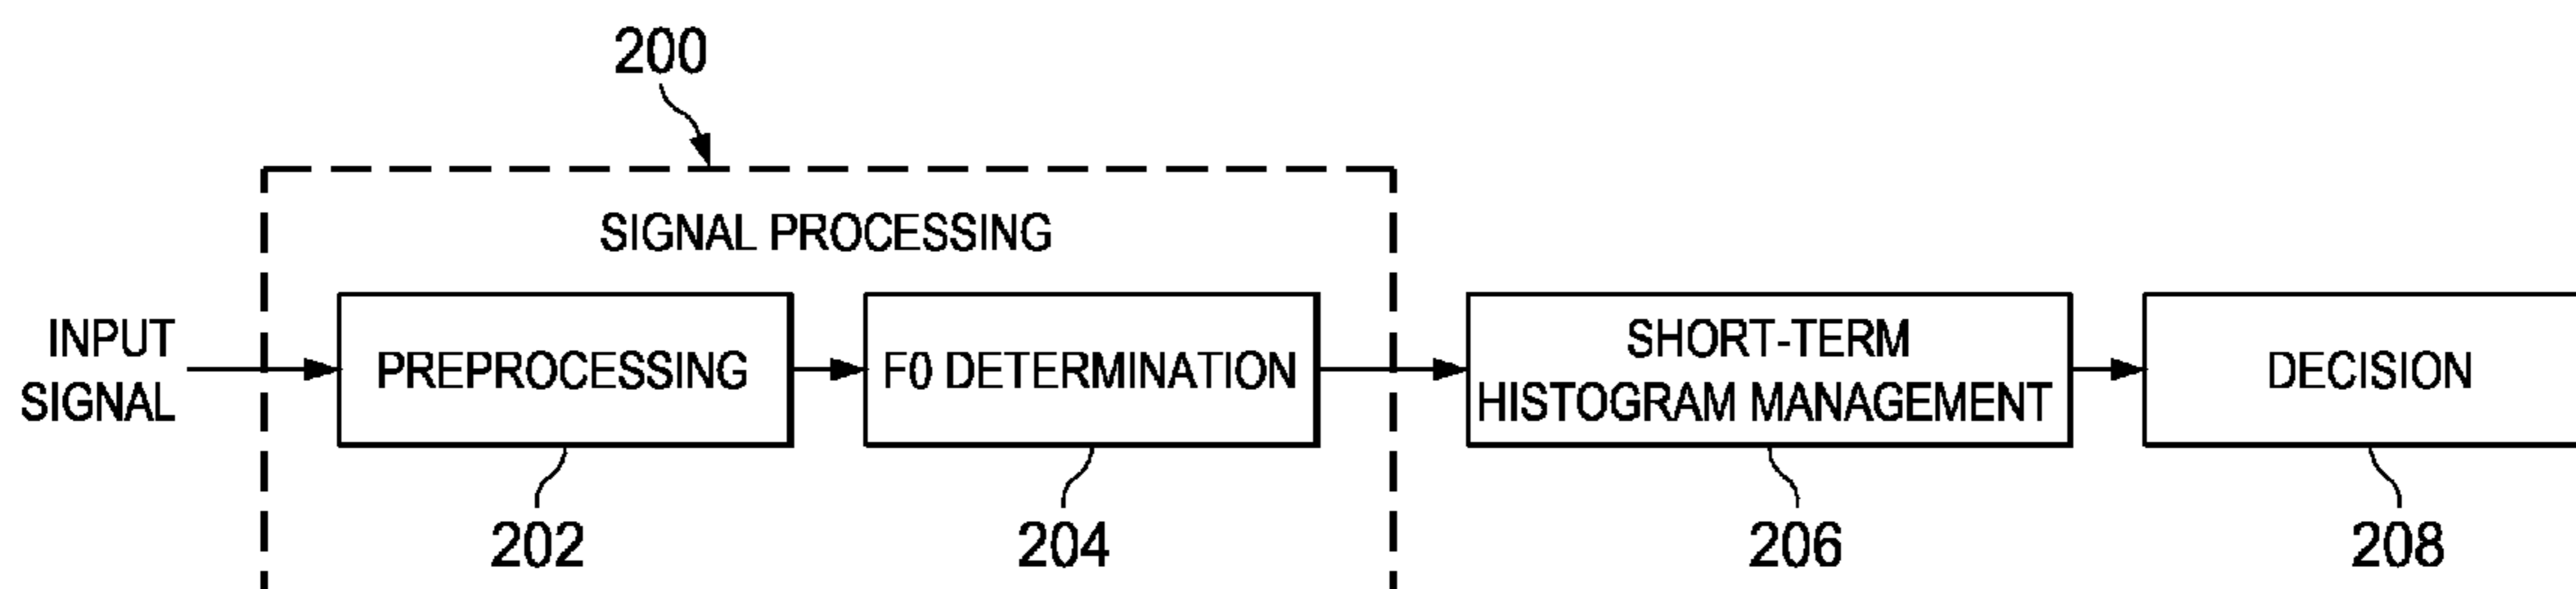 200
SIGNAL PROCESSING
INPUT
SIGNAL
PREPROCESSING
F0 DETERMINATION
SHORT-TERM
HISTOGRAM MANAGEMENT
DECISION
202
204
206
208